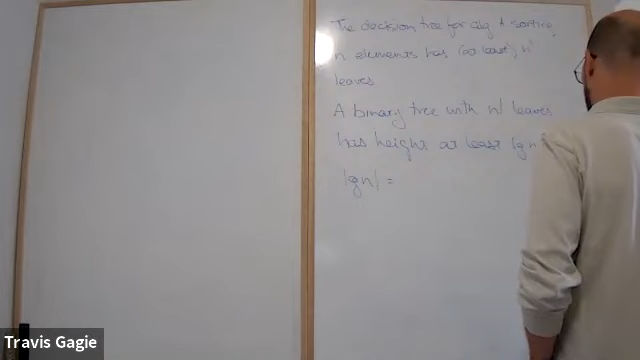 The decision tree for alg A sorting
n elements has (at least) n!
leaves
A binary tree with n! leaves
has height at least lg n
lg n! =
Travis Gagie